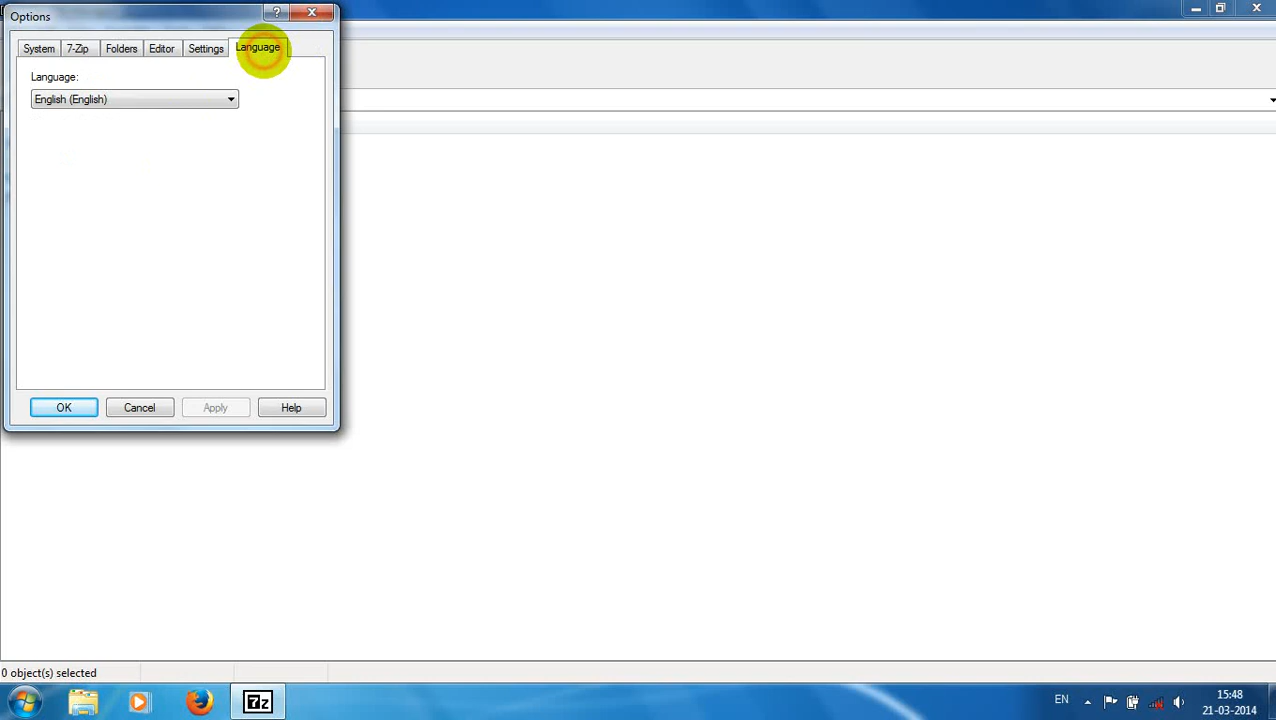 Options
System 7-Zip Folders Editor Settings Language
Language:
English (English)
OK Cancel Apply Help
0 object(s) selected
7z EN 15:48
21-03-2014